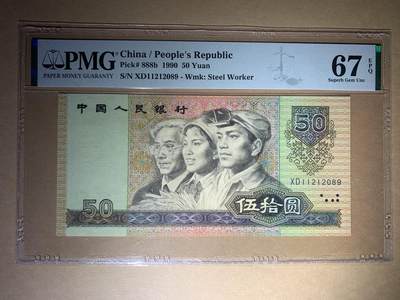 PMG
PAPER MONEY GUARANTY
China / People's Republic
Pick# 888b 1990 50 Yuan
S/N XD11212089 - Wmk: Steel Worker
67 EPQ
Superb Gem Unc
中国人民银行
50
XD11212089
50
伍拾圆